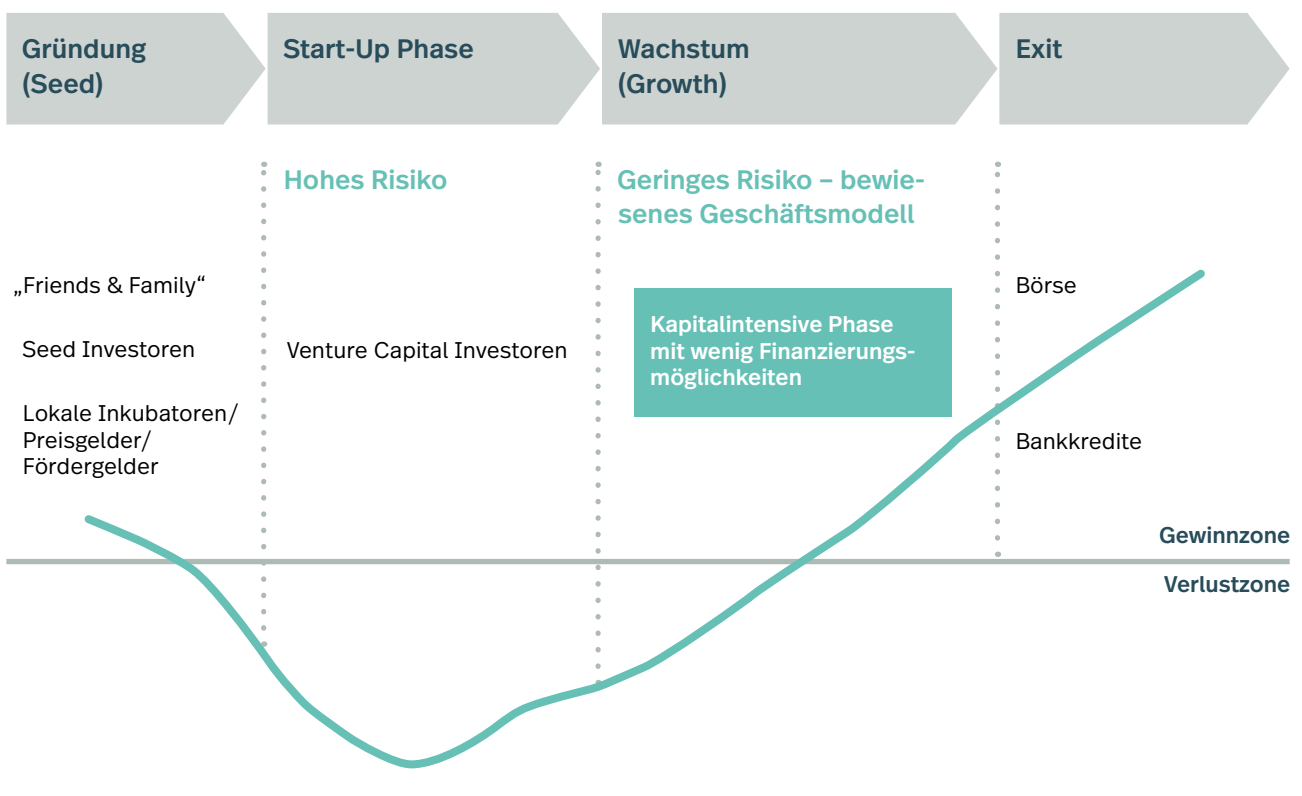 Gründung
(Seed)
Start-Up Phase
Wachstum
(Growth)
Exit
Hohes Risiko
Geringes Risiko – bewie-
senes Geschäftsmodell
„Friends & Family“
Seed Investoren
Lokale Inkubatoren/
Preisgelder/
Fördergelder
Venture Capital Investoren
Kapitalintensive Phase
mit wenig Finanzierungs-
möglichkeiten
Börse
Bankkredite
Gewinnzone
Verlustzone